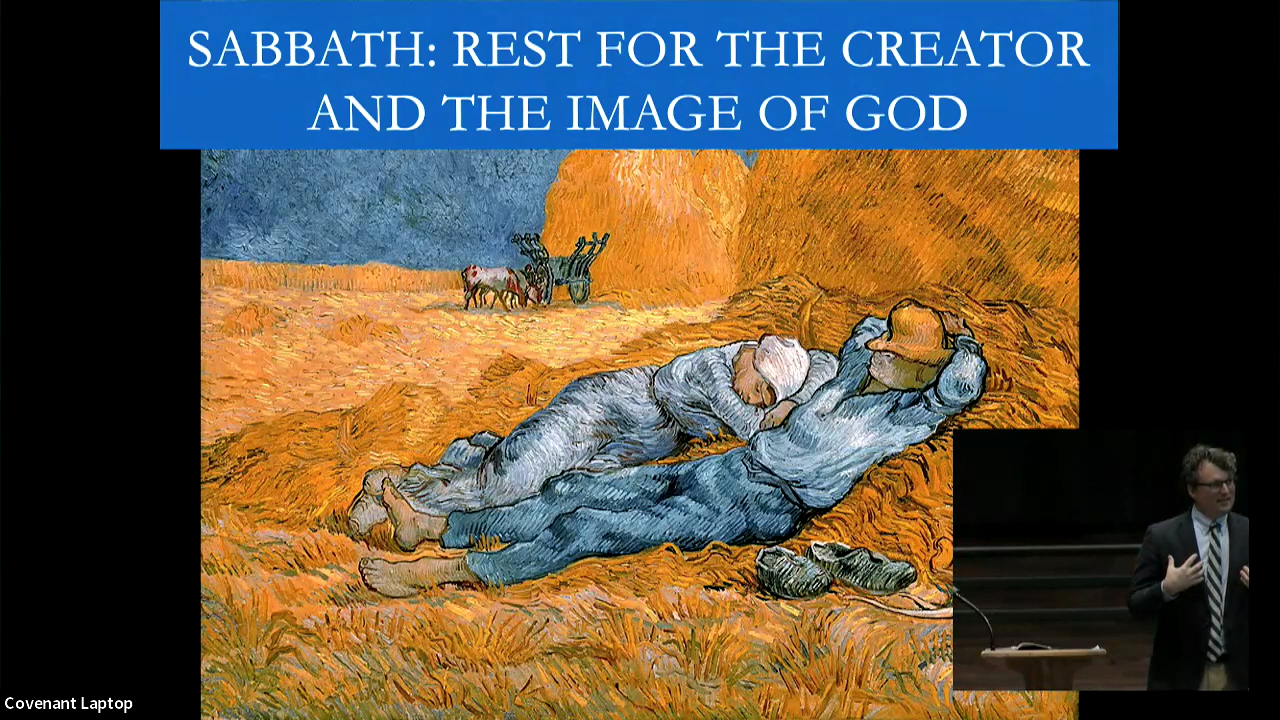 SABBATH: REST FOR THE CREATOR
AND THE IMAGE OF GOD
Covenant Laptop